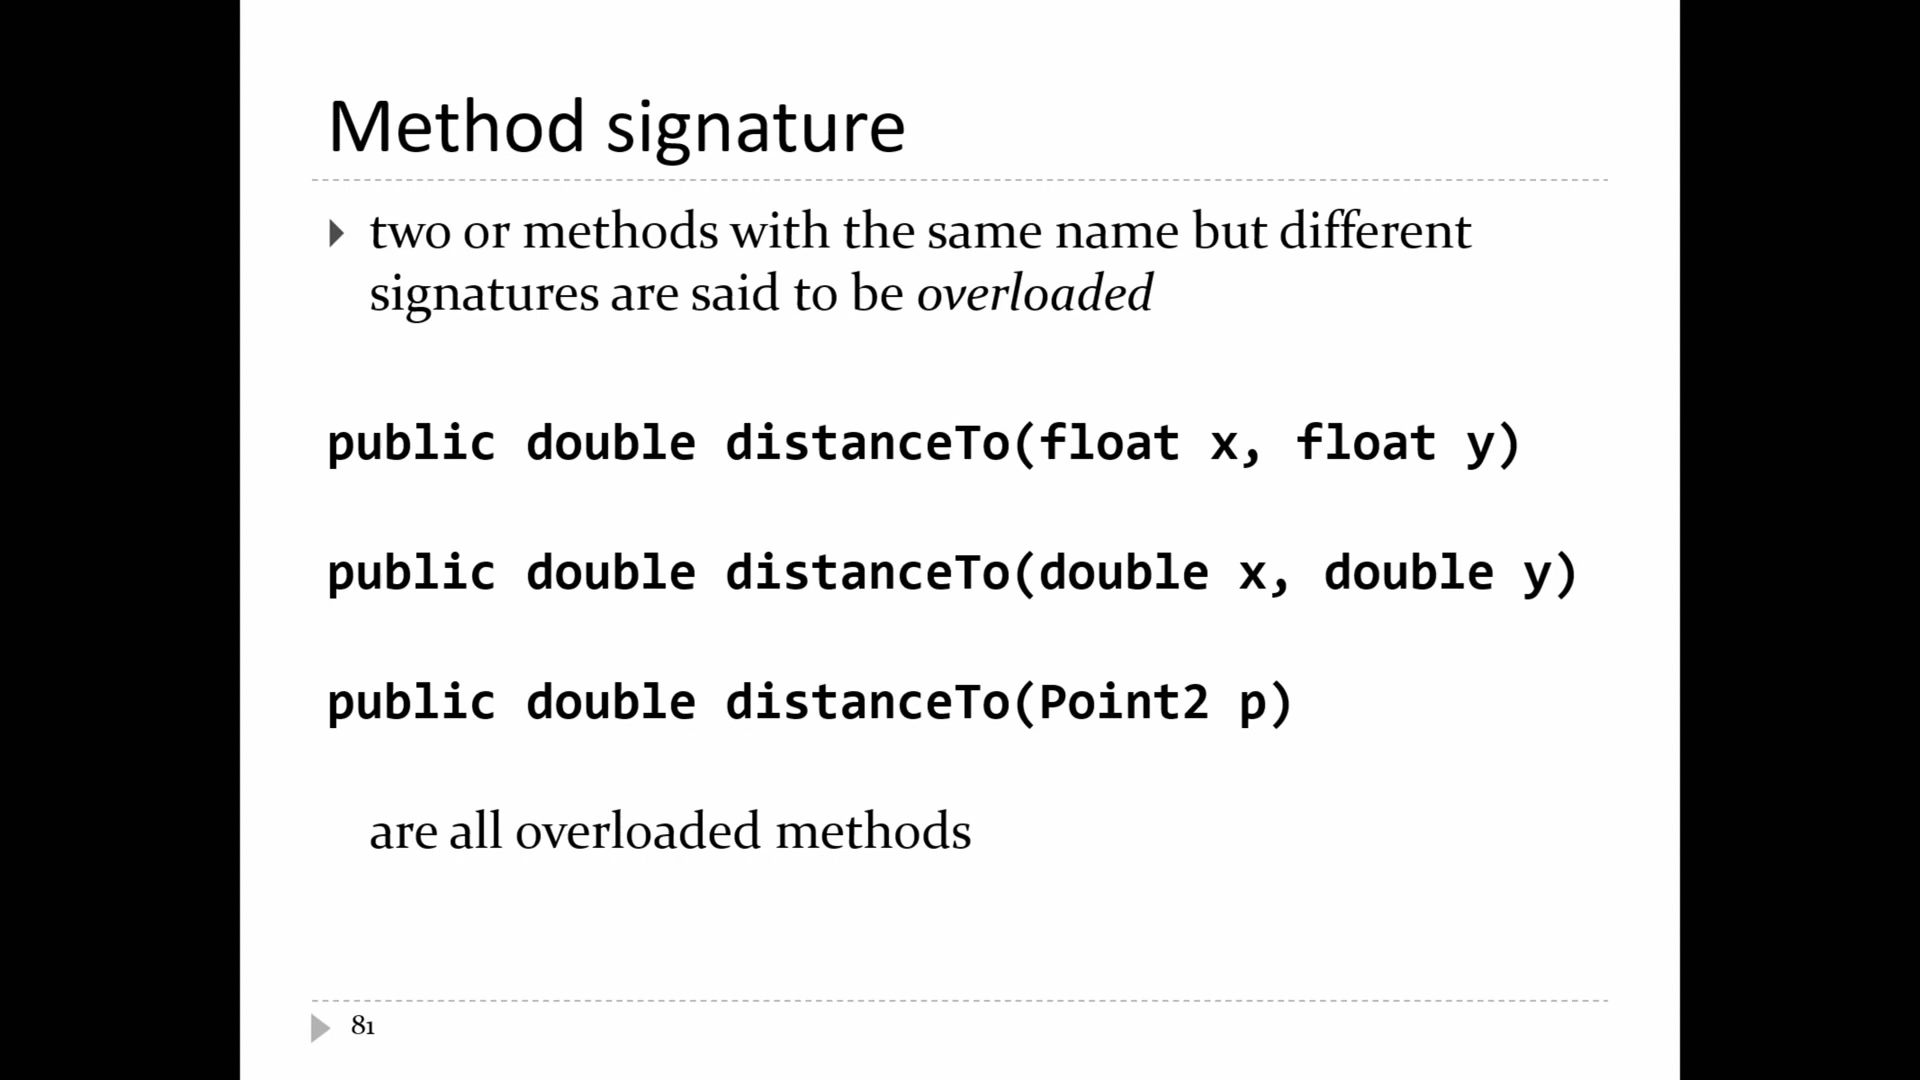 Method signature
two or methods with the same name but different
signatures are said to be overloaded
public double distanceTo(float x, float y)
public double distanceTo(double x, double y)
public double distanceTo(Point2 p)
are all overloaded methods
81